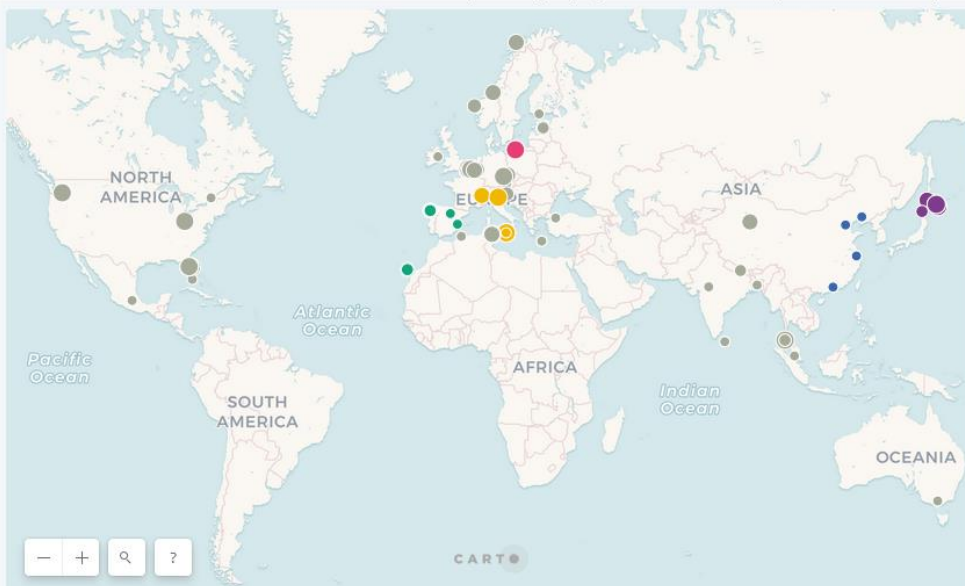 NORTH
AMERICA
EUROPE
ASIA
Atlantic
Ocean
Pacific
Ocean
AFRICA
Indian
Ocean
SOUTH
AMERICA
OCEANIA
− + ?
CARTO